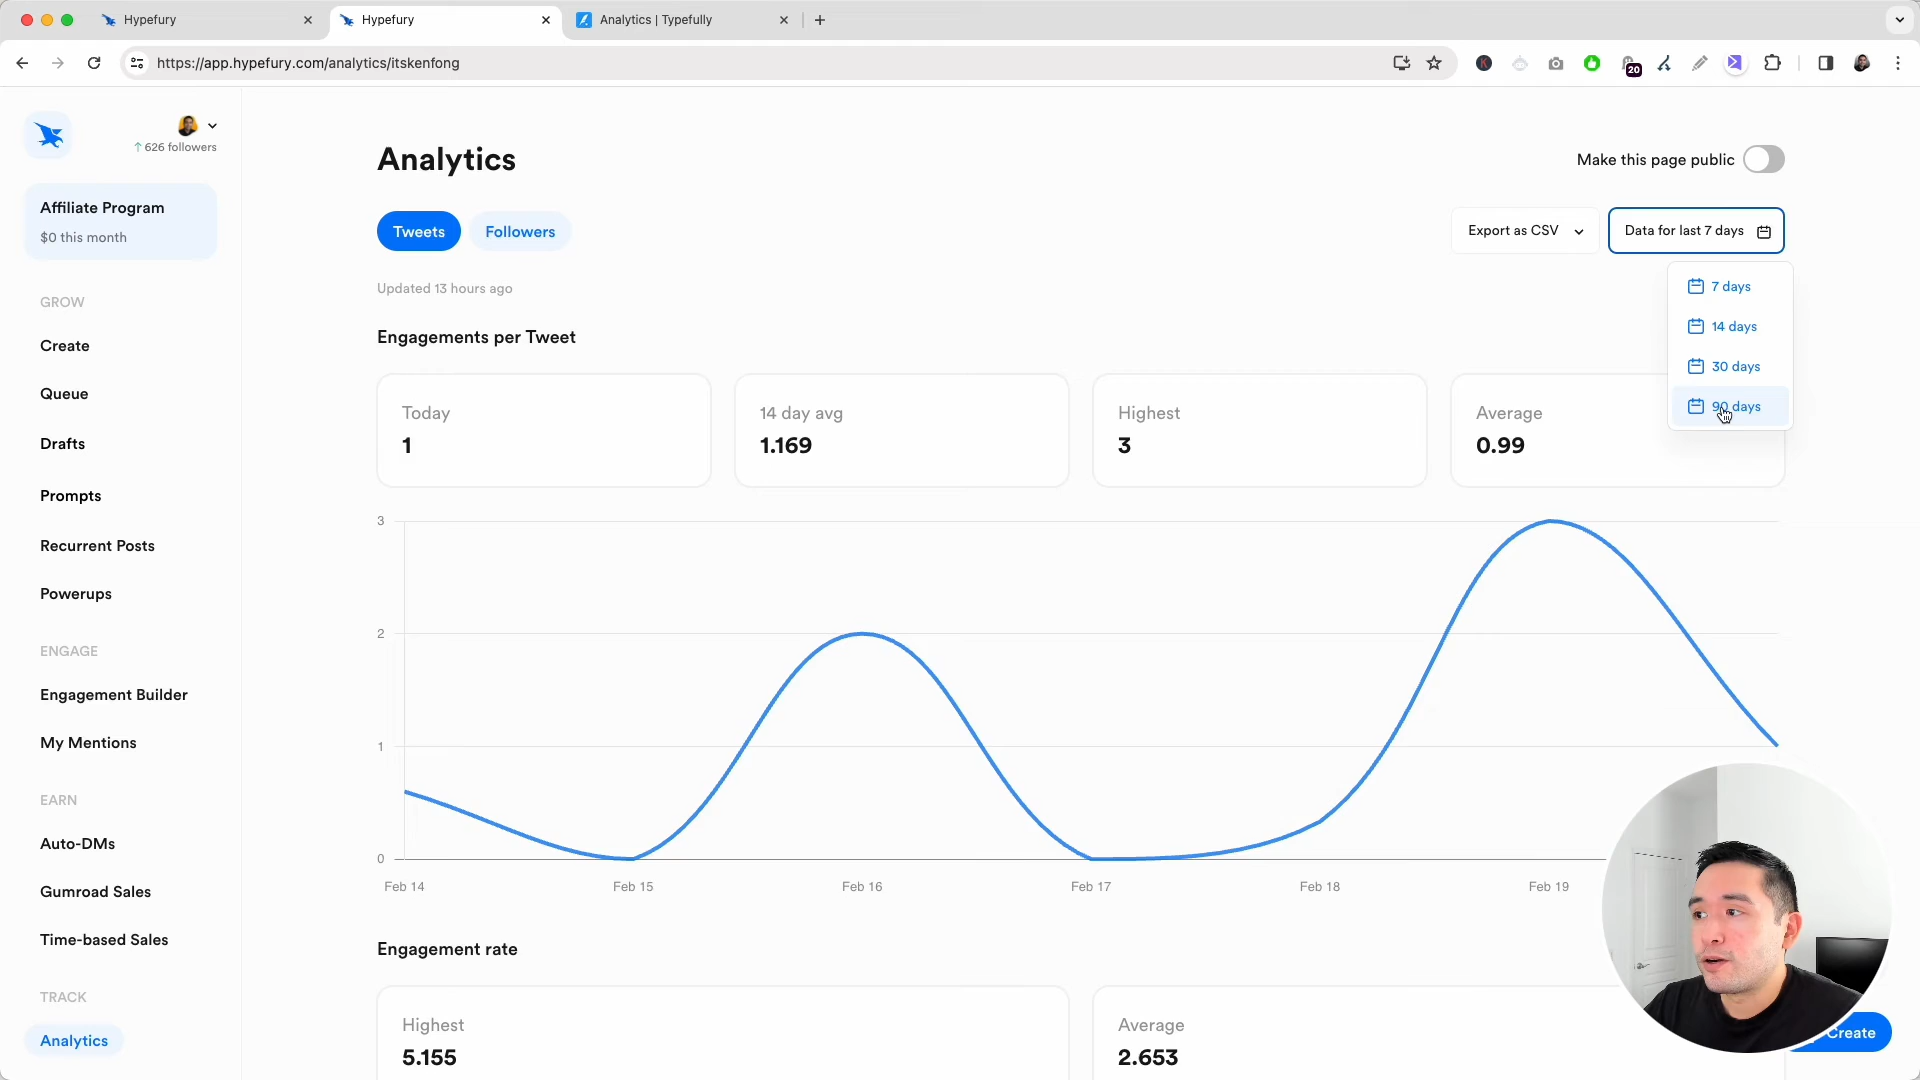 Hypefury
Hypefury
Analytics | Typefully
https://app.hypefury.com/analytics/itskenfong
20
626 followers
Affiliate Program
$0 this month
GROW
Create
Queue
Drafts
Prompts
Recurrent Posts
Powerups
ENGAGE
Engagement Builder
My Mentions
EARN
Auto-DMs
Gumroad Sales
Time-based Sales
TRACK
Analytics
Analytics
Make this page public
Tweets
Followers
Export as CSV
Data for last 7 days
7 days
14 days
30 days
90 days
Updated 13 hours ago
Engagements per Tweet
Today
1
14 day avg
1.169
Highest
3
Average
0.99
3
2
1
0
Feb 14
Feb 15
Feb 16
Feb 17
Feb 18
Feb 19
Engagement rate
Highest
5.155
Average
2.653
Create